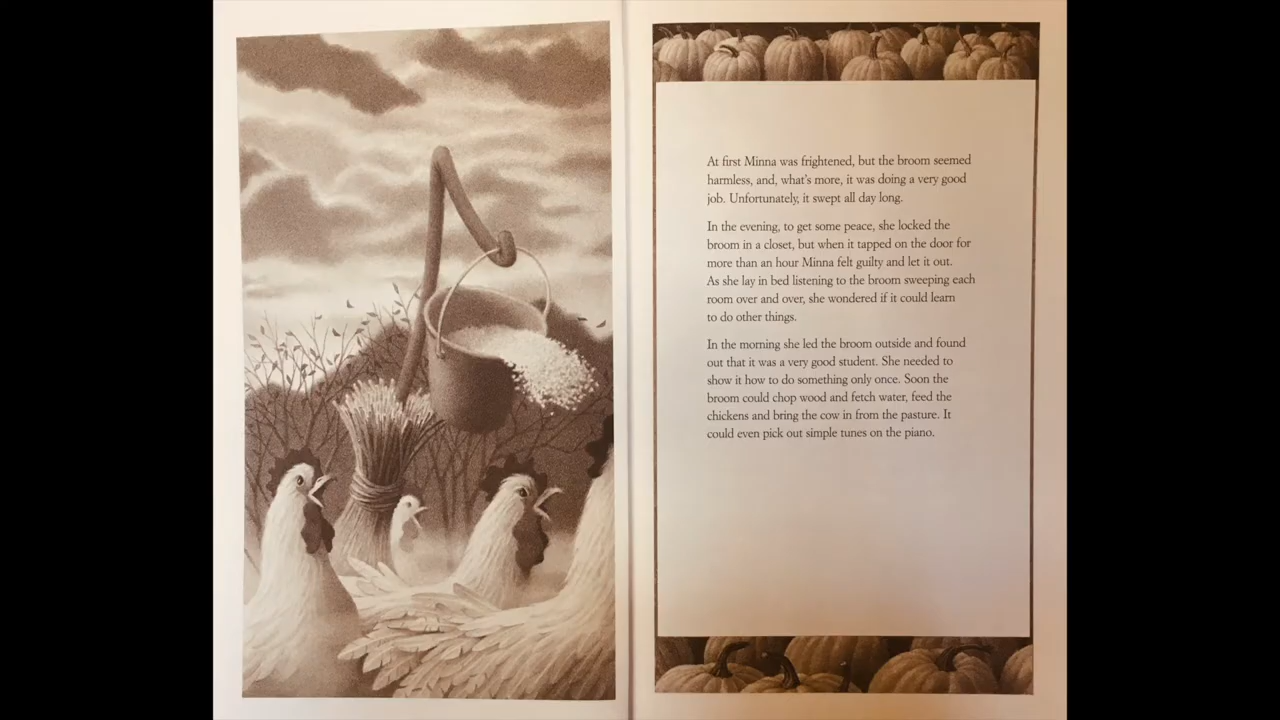 At first Minna was frightened, but the broom seemed
harmless, and, what's more, it was doing a very good
job. Unfortunately, it swept all day long.
In the evening, to get some peace, she locked the
broom in a closet, but when it tapped on the door for
more than an hour Minna felt guilty and let it out.
As she lay in bed listening to the broom sweeping each
room over and over, she wondered if it could learn
to do other things.
In the morning she led the broom outside and found
out that it was a very good student. She needed to
show it how to do something only once. Soon the
broom could chop wood and fetch water, feed the
chickens and bring the cow in from the pasture. It
could even pick out simple tunes on the piano.